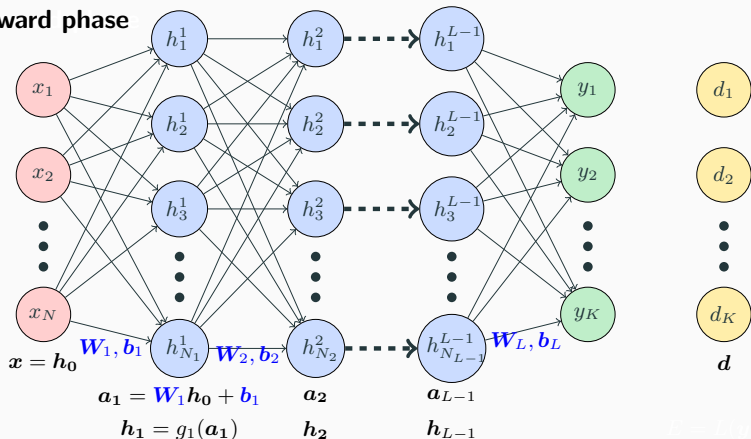 ward phase
h_1^1 h_1^2 h_1^{L-1}
x_1 y_1 d_1
h_2^1 h_2^2 h_2^{L-1}
x_2 y_2 d_2
h_3^1 h_3^2 h_3^{L-1}
x_N y_K d_K
W_1, b_1 h_{N_1}^1 W_2, b_2 h_{N_2}^2 h_{N_{L-1}}^{L-1} W_L, b_L
x = h_0 d
a_1 = W_1 h_0 + b_1 a_2 a_{L-1}
h_1 = g_1(a_1) h_2 h_{L-1}